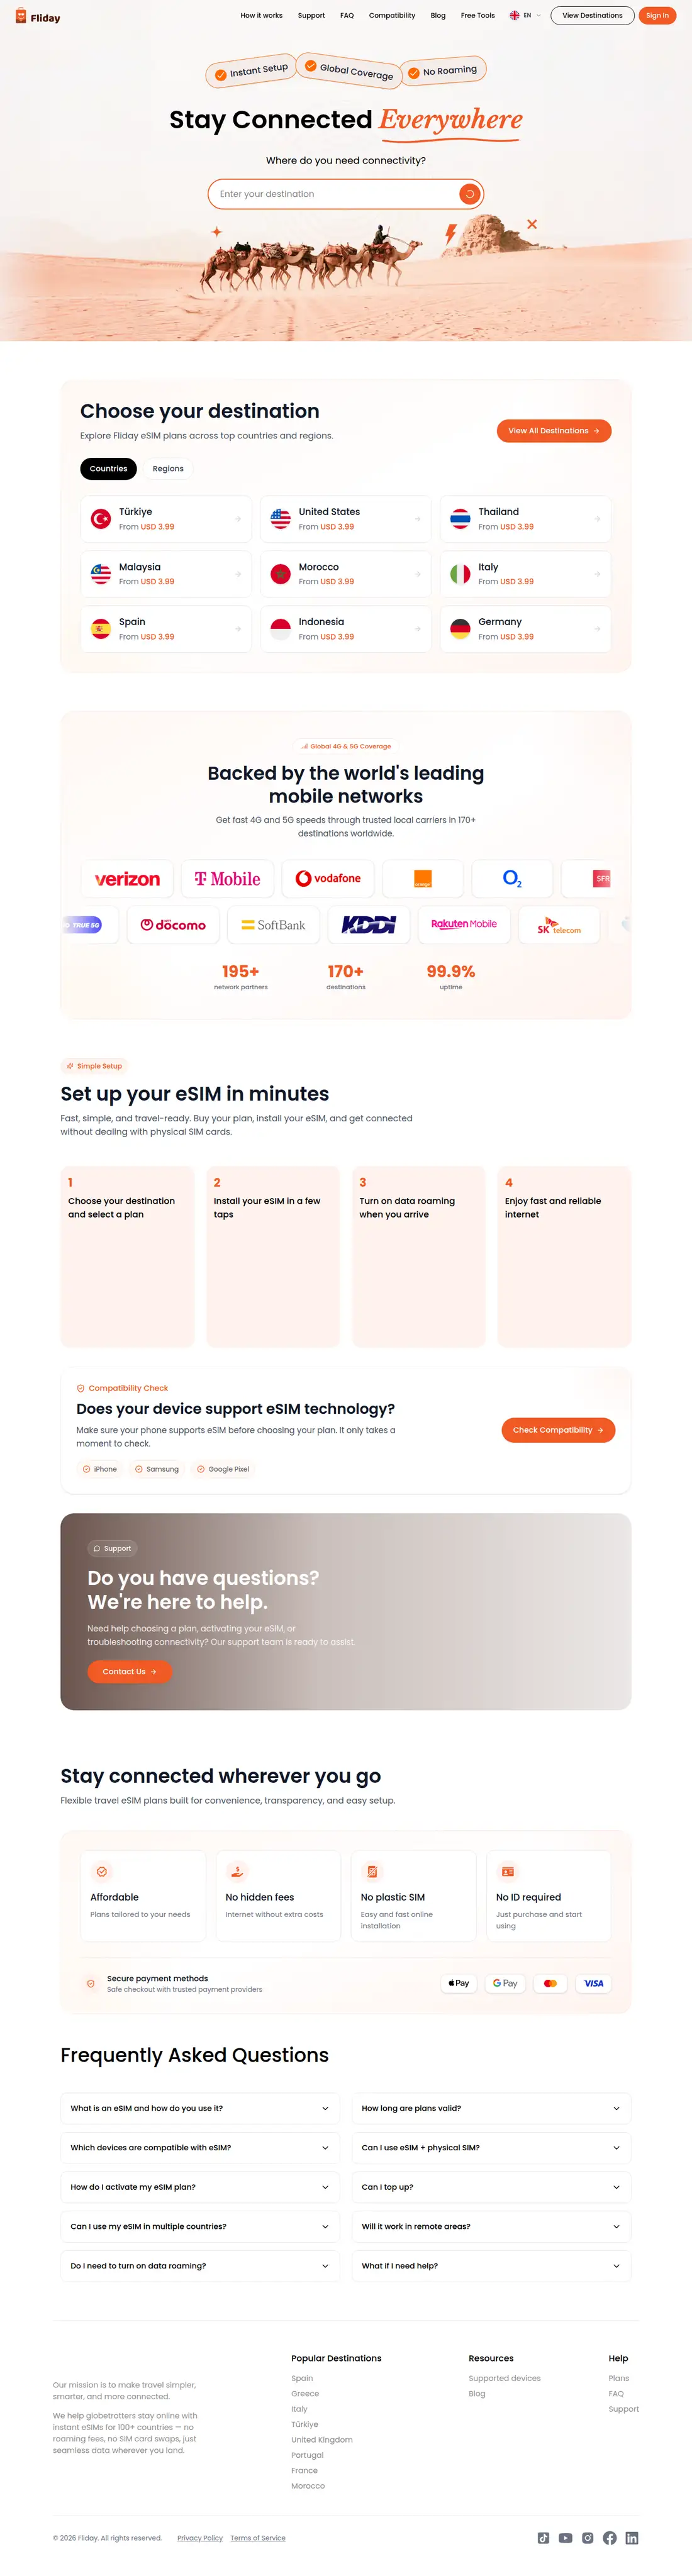 Fliday
How it works
Support
FAQ
Compatibility
Blog
Free Tools
EN
View Destinations
Sign In
Instant Setup
Global Coverage
No Roaming
Stay Connected Everywhere
Where do you need connectivity?
Enter your destination
Choose your destination
Explore Fliday eSIM plans across top countries and regions.
View All Destinations
Countries
Regions
Türkiye
From USD 3.99
United States
From USD 3.99
Thailand
From USD 3.99
Malaysia
From USD 3.99
Morocco
From USD 3.99
Italy
From USD 3.99
Spain
From USD 3.99
Indonesia
From USD 3.99
Germany
From USD 3.99
Global 4G & 5G Coverage
Backed by the world's leading
mobile networks
Get fast 4G and 5G speeds through trusted local carriers in 170+
destinations worldwide.
verizon
T Mobile
vodafone
orange
O2
SFR
TRUE 5G
döcomo
SoftBank
KDDI
Rakuten Mobile
SK telecom
195+
network partners
170+
destinations
99.9%
uptime
Simple Setup
Set up your eSIM in minutes
Fast, simple, and travel-ready. Buy your plan, install your eSIM, and get connected
without dealing with physical SIM cards.
1
Choose your destination
and select a plan
2
Install your eSIM in a few
taps
3
Turn on data roaming
when you arrive
4
Enjoy fast and reliable
internet
Compatibility Check
Does your device support eSIM technology?
Make sure your phone supports eSIM before choosing your plan. It only takes a
moment to check.
iPhone
Samsung
Google Pixel
Check Compatibility
Support
Do you have questions?
We're here to help.
Need help choosing a plan, activating your eSIM, or
troubleshooting connectivity? Our support team is ready to assist.
Contact Us
Stay connected wherever you go
Flexible travel eSIM plans built for convenience, transparency, and easy setup.
Affordable
Plans tailored to your needs
No hidden fees
Internet without extra costs
No plastic SIM
Easy and fast online
installation
No ID required
Just purchase and start
using
Secure payment methods
Safe checkout with trusted payment providers
Pay
G Pay
VISA
Frequently Asked Questions
What is an eSIM and how do you use it?
How long are plans valid?
Which devices are compatible with eSIM?
Can I use eSIM + physical SIM?
How do I activate my eSIM plan?
Can I top up?
Can I use my eSIM in multiple countries?
Will it work in remote areas?
Do I need to turn on data roaming?
What if I need help?
Our mission is to make travel simpler,
smarter, and more connected.
We help globetrotters stay online with
instant eSIMs for 100+ countries — no
roaming fees, no SIM card swaps, just
seamless data wherever you land.
Popular Destinations
Spain
Greece
Italy
Türkiye
United Kingdom
Portugal
France
Morocco
Resources
Supported devices
Blog
Help
Plans
FAQ
Support
© 2026 Fliday. All rights reserved.
Privacy Policy
Terms of Service